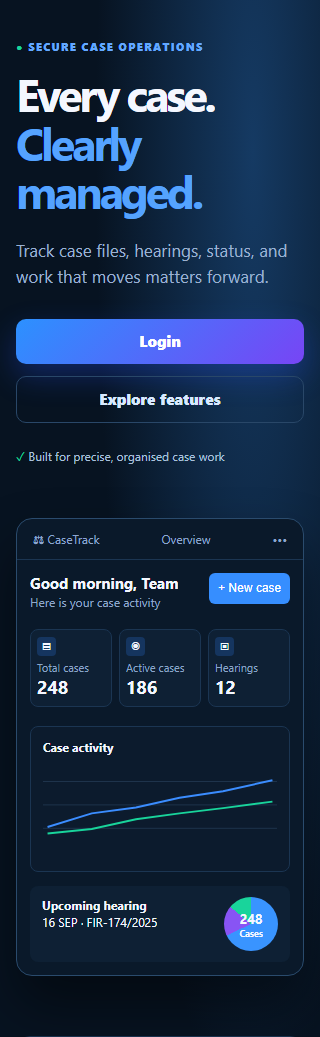 SECURE CASE OPERATIONS
Every case.
Clearly
managed.
Track case files, hearings, status, and
work that moves matters forward.
Login
Explore features
✓ Built for precise, organised case work
CaseTrack
Overview
•••
Good morning, Team
+ New case
Here is your case activity
Total cases
248
Active cases
186
Hearings
12
Case activity
Upcoming hearing
16 SEP · FIR-174/2025
248
Cases